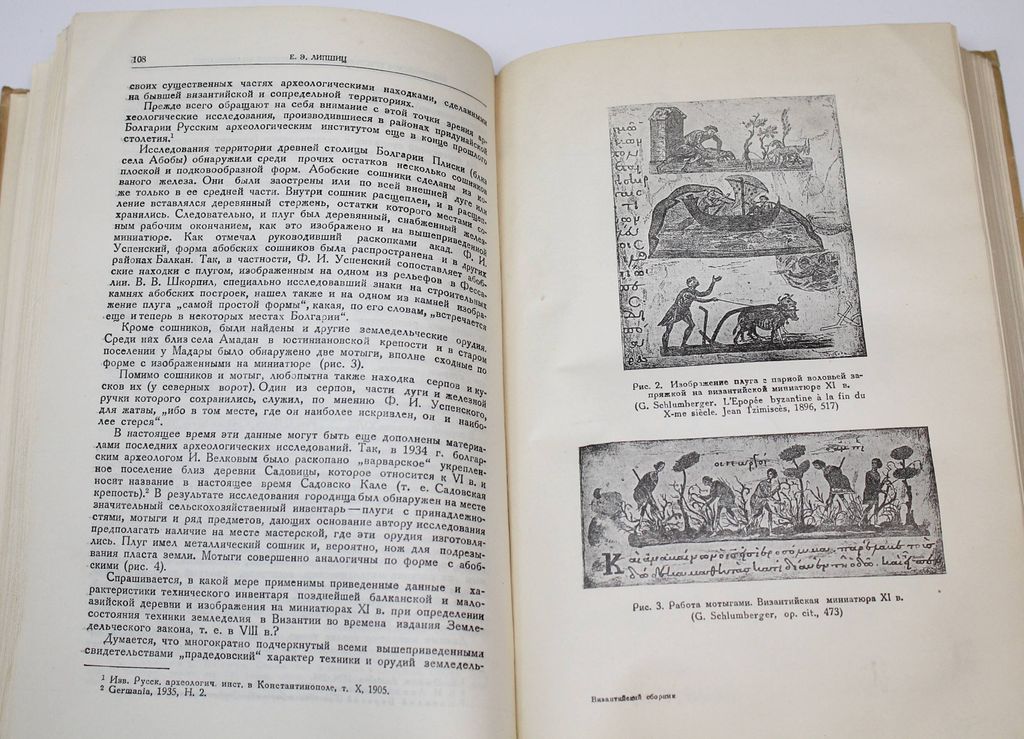 108
Е. Э. ЛИПШИЦ
своих существенных частях археологическими находками, сделанными
на бывшей византийской и сопредельной территориях.
Прежде всего обращают на себя внимание с этой точки зрения ар-
хеологические исследования, производившиеся в районах придунайской
Болгарии Русским археологическим институтом еще в конце прошлого
столетия.¹
Исследования территории древней столицы Болгарии Плиски (близ
села Абобы) обнаружили среди прочих остатков несколько сошников
плоской и подковообразной форм. Абобские сошники сделаны из ко-
ваного железа. Они были заострены или по всей внешней дуге или
же только в ее средней части. Внутри сошник расщеплен, и в расщеп-
ление вставлялся деревянный стержень, остатки которого местами со-
хранились. Следовательно, и плуг был деревянный, снабженный желез-
ным рабочим окончанием, как это изображено и на вышеприведенной
миниатюре. Как отмечал руководивший раскопками акад. Ф. И.
Успенский, форма абобских сошников была распространена и в других
районах Балкан. Так, в частности, Ф. И. Успенский сопоставляет абоб-
ские находки с плугом, изображенным на одном из рельефов в Фесса-
лии. В. В. Шкорпил, специально исследовавший знаки на строительных
камнях абобских построек, нашел также и на одном из камней изобра-
жение плуга „самой простой формы“, какая, по его словам, „встречается
еще и теперь в некоторых местах Болгарии“.
Кроме сошников, были найдены и другие земледельческие орудия.
Среди них близ села Амадан в юстиниановской крепости и в старом
поселении у Мадары было обнаружено две мотыги, вполне сходные по
форме с изображенными на миниатюре (рис. 3).
Помимо сошников и мотыг, любопытна также находка серпов и ку-
сков их (у северных ворот). Один из серпов, части дуги и железной
ручки которого сохранились, служил, по мнению Ф. И. Успенского,
для жатвы, „ибо в том месте, где он наиболее искривлен, он и наибо-
лее стерся“.
В настоящее время эти данные могут быть еще дополнены материа-
лами последних археологических исследований. Так, в 1934 г. болгар-
ским археологом И. Велковым было раскопано „варварское“ укреплен-
ное поселение близ деревни Садовицы, которое относится к VI в. и
носит название в настоящее время Садовско Кале (т. е. Садовская
крепость).² В результате исследования городища был обнаружен на месте
значительный сельскохозяйственный инвентарь — плуги с принадлежно-
стями, мотыги и ряд предметов, дающих основание автору исследования
предполагать наличие на месте мастерской, где эти орудия изготовля-
лись. Плуг имел металлический сошник и, вероятно, нож для подрезы-
вания пласта земли. Мотыги совершенно аналогичны по форме с абоб-
скими (рис. 4).
Спрашивается, в какой мере применимы приведенные данные и ха-
рактеристики технического инвентаря позднейшей балканской и мало-
азийской деревни и изображения на миниатюрах XI в. при определении
состояния техники земледелия в Византии во времена издания Земле-
дельческого закона, т. е. в VIII в.?
Думается, что многократно подчеркнутый всеми вышеприведенными
свидетельствами „прадедовский“ характер техники и орудий земледель-
¹ Изв. Русск. археологич. инст. в Константинополе, т. X, 1905.
² Germania, 1935, H. 2.
Рис. 2. Изображение плуга с парной воловьей за-
пряжкой на византийской миниатюре XI в.
(G. Schlumberger. L'Epopée byzantine à la fin du
X-me siècle. Jean Tzimiscès, 1896, 517)
Рис. 3. Работа мотыгами. Византийская миниатюра XI в.
(G. Schlumberger, op. cit., 473)
Византийский сборник